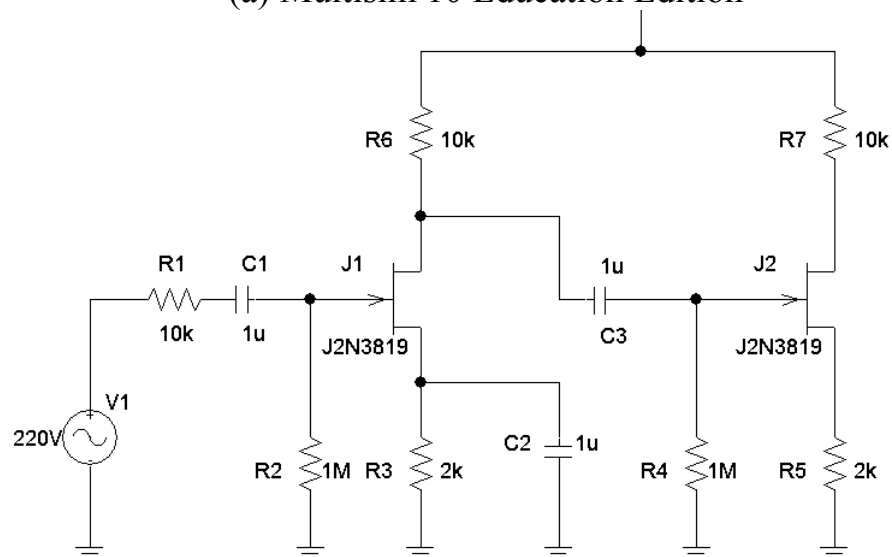 (a) Multisim 10 Education Edition
R6 10k
R7 10k
R1 C1 J1 1u J2
10k 1u J2N3819 C3 J2N3819
V1
220V
R2 1M R3 2k C2 1u R4 1M R5 2k